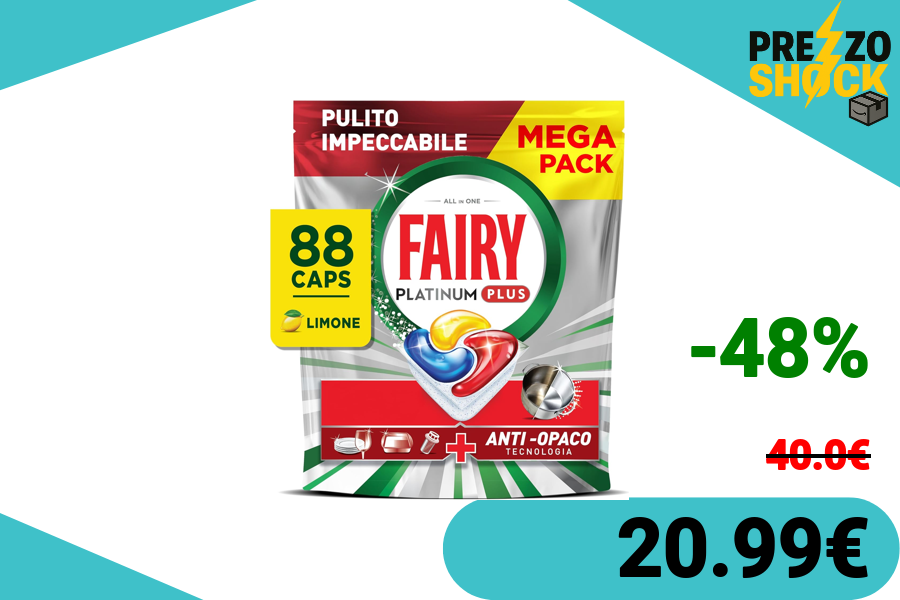 PREZZO
SHOCK
PULITO
IMPECCABILE
MEGA
PACK
ALL in ONE
FAIRY
PLATINUM PLUS
88
CAPS
LIMONE
ANTI-OPACO
TECNOLOGIA
-48%
40.0€
20.99€